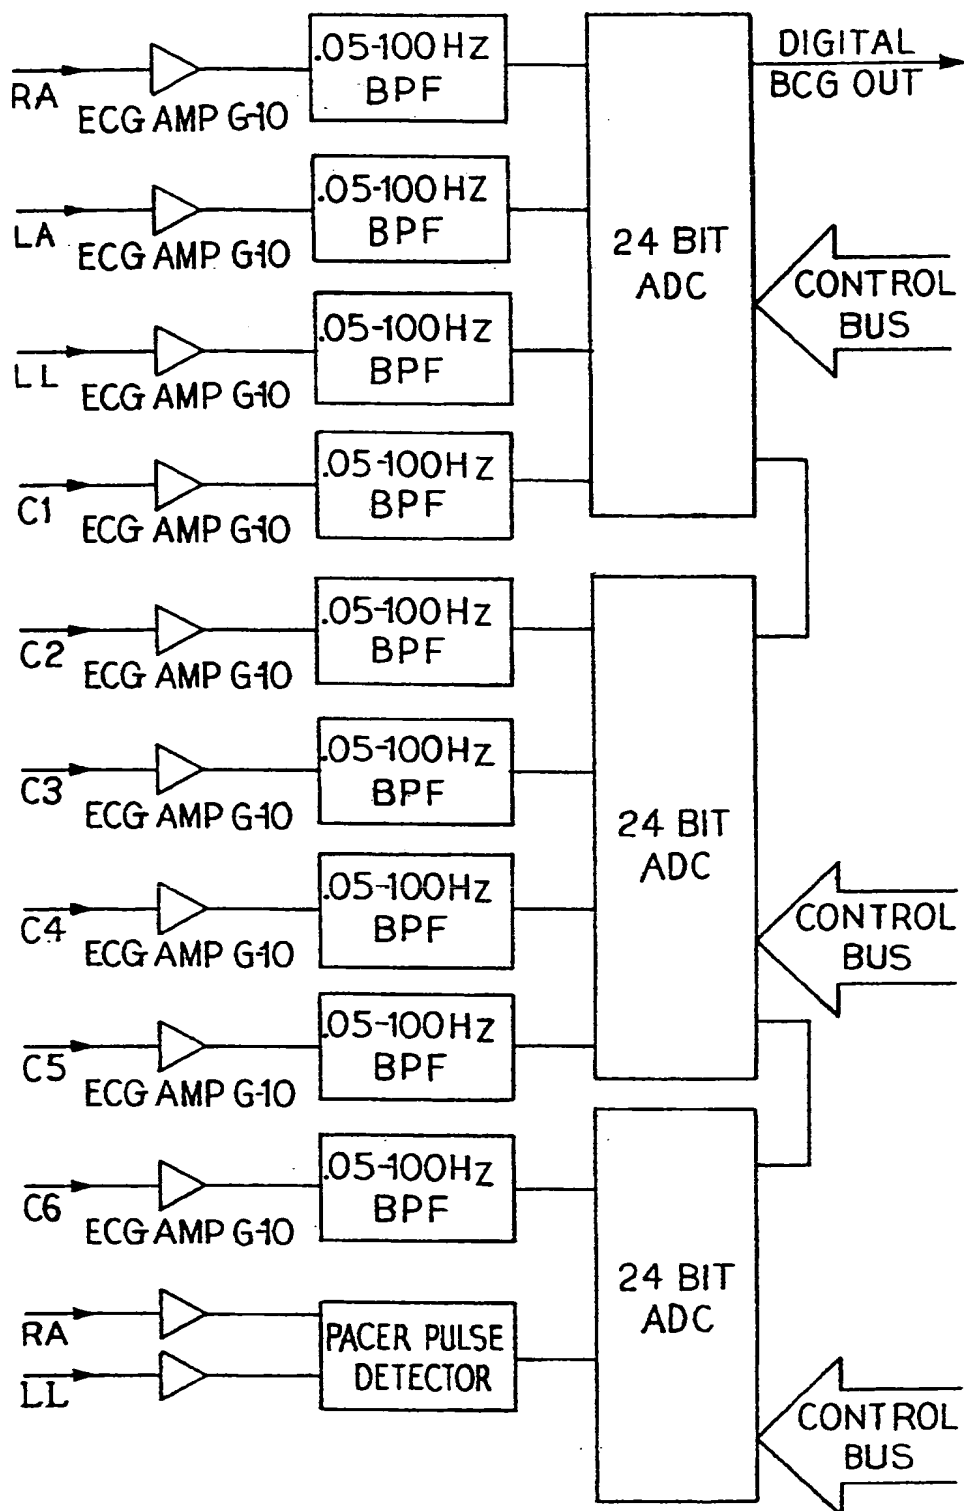 RA
ECG AMP G-10
.05-100Hz
BPF
DIGITAL
BCG OUT
LA
ECG AMP G-10
.05-100Hz
BPF
24 BIT
ADC
CONTROL
BUS
LL
ECG AMP G-10
.05-100Hz
BPF
C1
ECG AMP G-10
.05-100Hz
BPF
C2
ECG AMP G-10
.05-100Hz
BPF
C3
ECG AMP G-10
.05-100Hz
BPF
24 BIT
ADC
C4
ECG AMP G-10
.05-100Hz
BPF
CONTROL
BUS
C5
ECG AMP G-10
.05-100Hz
BPF
C6
ECG AMP G-10
.05-100Hz
BPF
24 BIT
ADC
RA
LL
PACER PULSE
DETECTOR
CONTROL
BUS